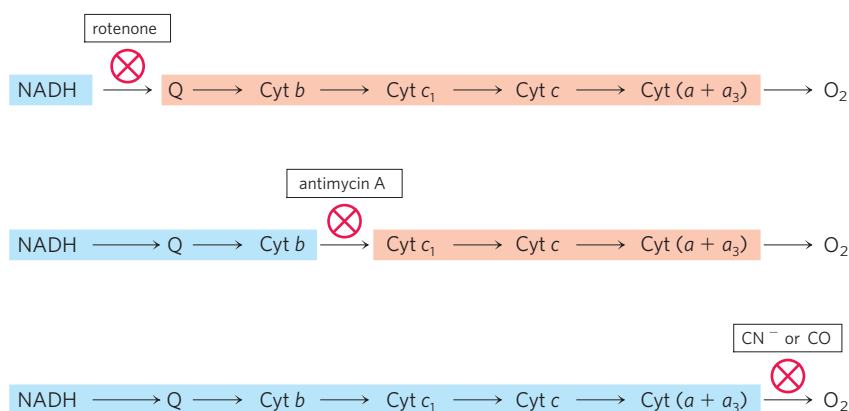 rotenone
NADH → Q → Cyt b → Cyt c₁ → Cyt c → Cyt (a + a₃) → O₂
antimycin A
NADH → Q → Cyt b → Cyt c₁ → Cyt c → Cyt (a + a₃) → O₂
CN⁻ or CO
NADH → Q → Cyt b → Cyt c₁ → Cyt c → Cyt (a + a₃) → O₂